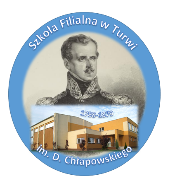 Szkoła Filialna w Turwi
im. D. Chłapowskiego